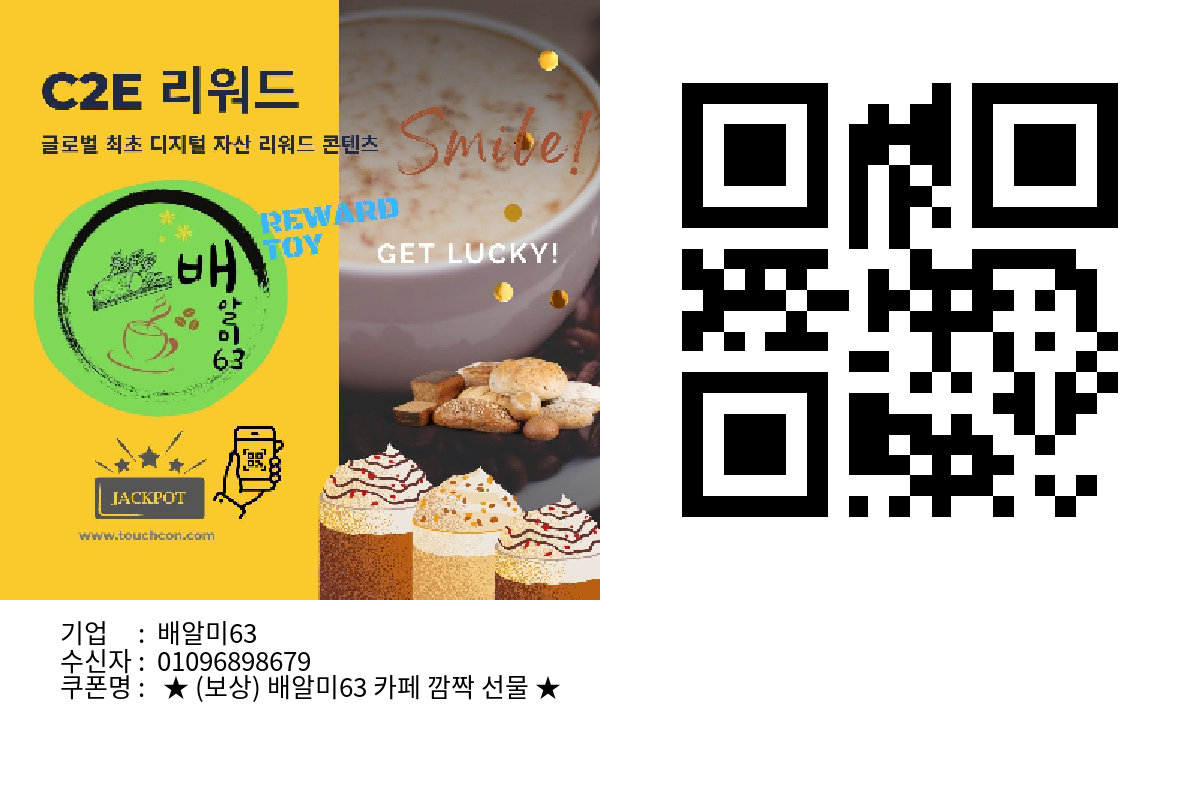 C2E 리워드
글로벌 최초 디지털 자산 리워드 콘텐츠
Smile!
REWARD
TOY
GET LUCKY!
배
알
미
63
JACKPOT
www.touchcon.com
기업 : 배알미63
수신자 : 01096898679
쿠폰명 : ★ (보상) 배알미63 카페 깜짝 선물 ★